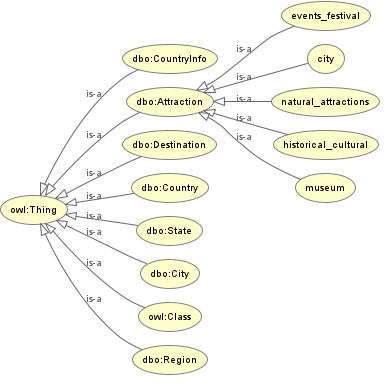 events_festival
is-a
dbo:CountryInfo
is-a
city
is-a
is-a
dbo:Attraction
is-a
natural_attractions
is-a
is-a
dbo:Destination
historical_cultural
is-a
is-a
dbo:Country
museum
is-a
owl:Thing
is-a
dbo:State
is-a
dbo:City
is-a
owl:Class
is-a
dbo:Region